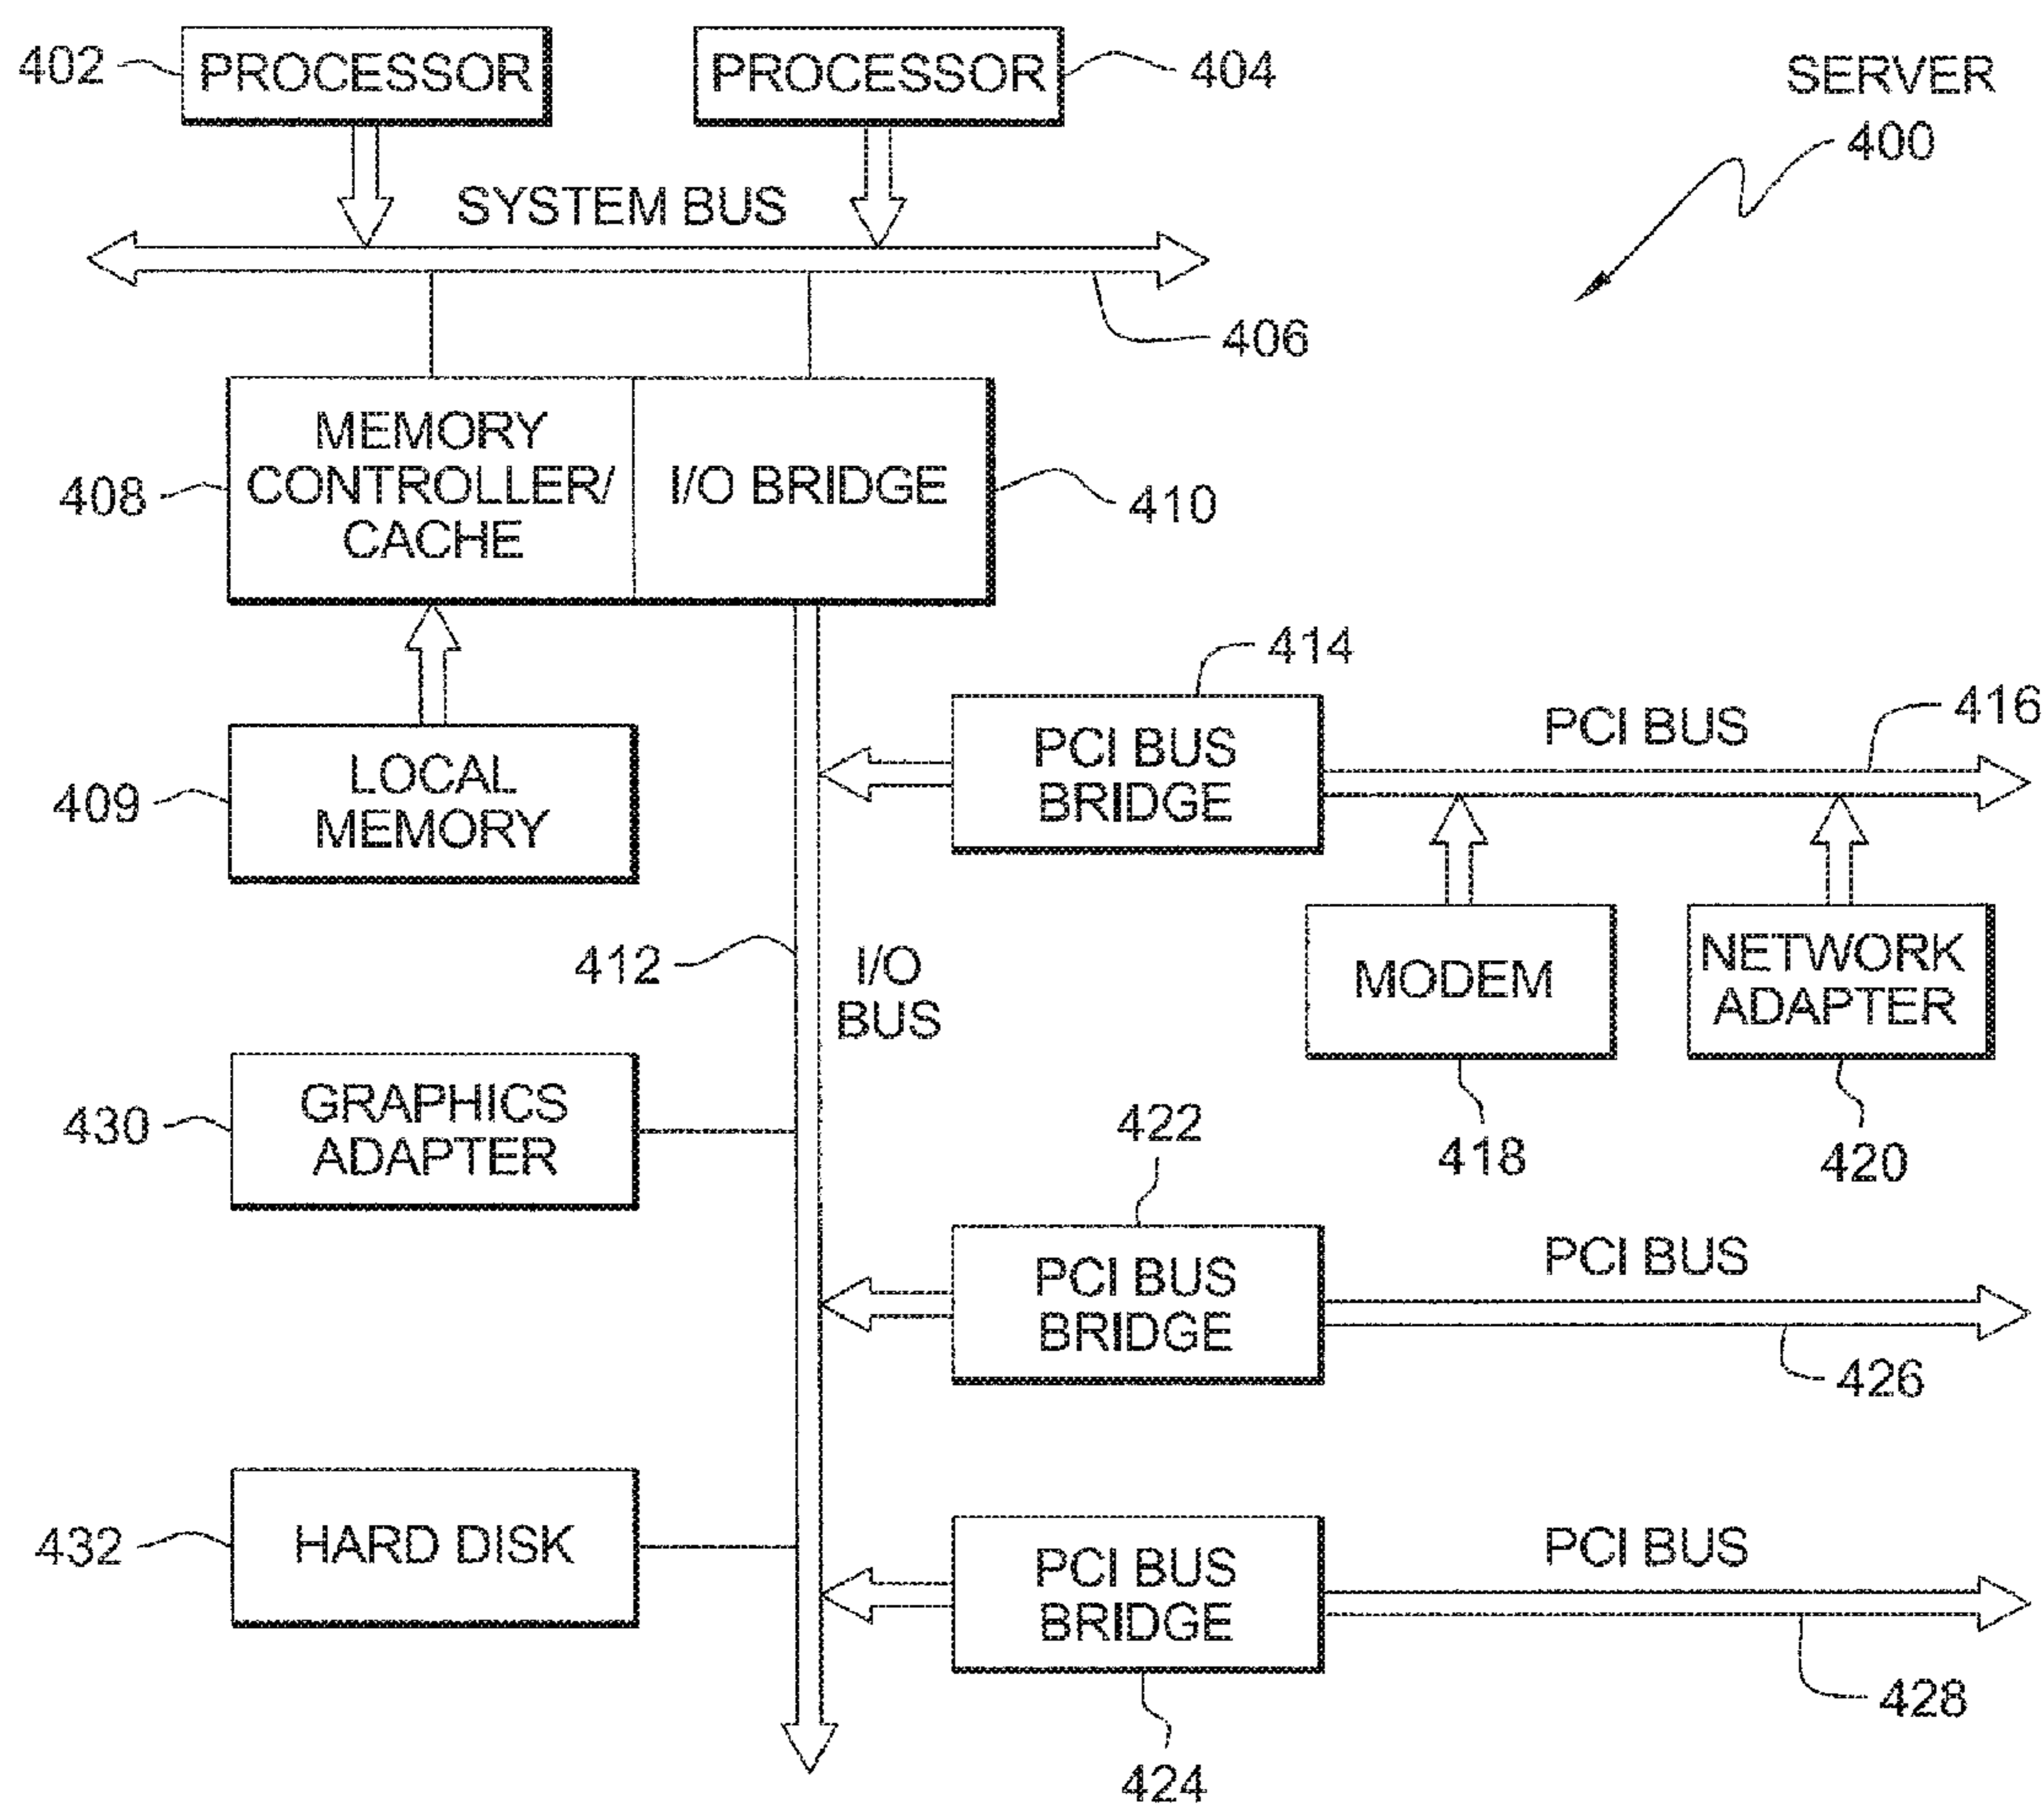 402
PROCESSOR
PROCESSOR
404
SERVER
400
SYSTEM BUS
406
408
MEMORY
CONTROLLER/
CACHE
I/O BRIDGE
410
409
LOCAL
MEMORY
414
PCI BUS
BRIDGE
PCI BUS
416
412
I/O
BUS
MODEM
NETWORK
ADAPTER
418
420
430
GRAPHICS
ADAPTER
422
PCI BUS
BRIDGE
PCI BUS
426
432
HARD DISK
PCI BUS
BRIDGE
PCI BUS
428
424